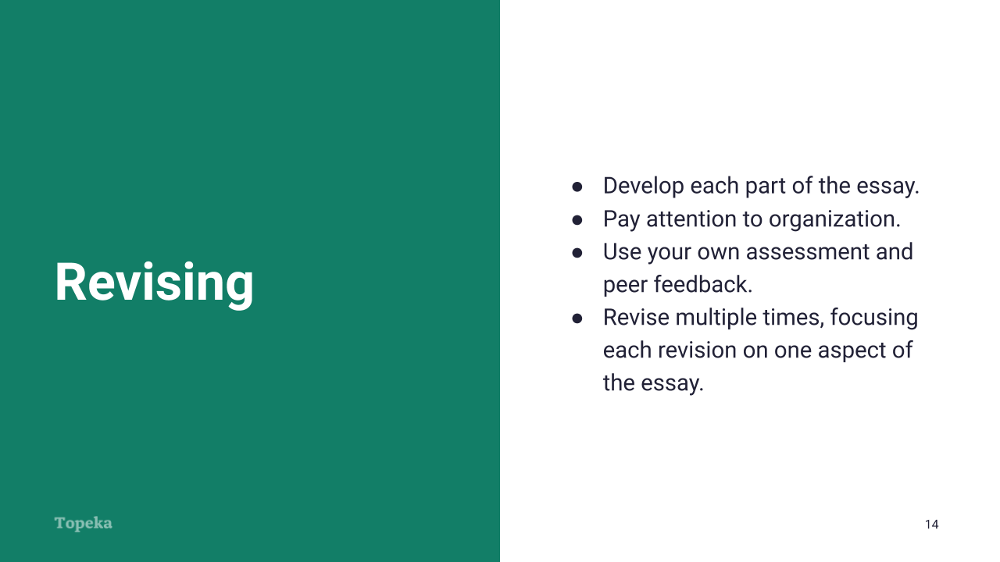 Revising
● Develop each part of the essay.
● Pay attention to organization.
● Use your own assessment and
peer feedback.
● Revise multiple times, focusing
each revision on one aspect of
the essay.
Topeka
14